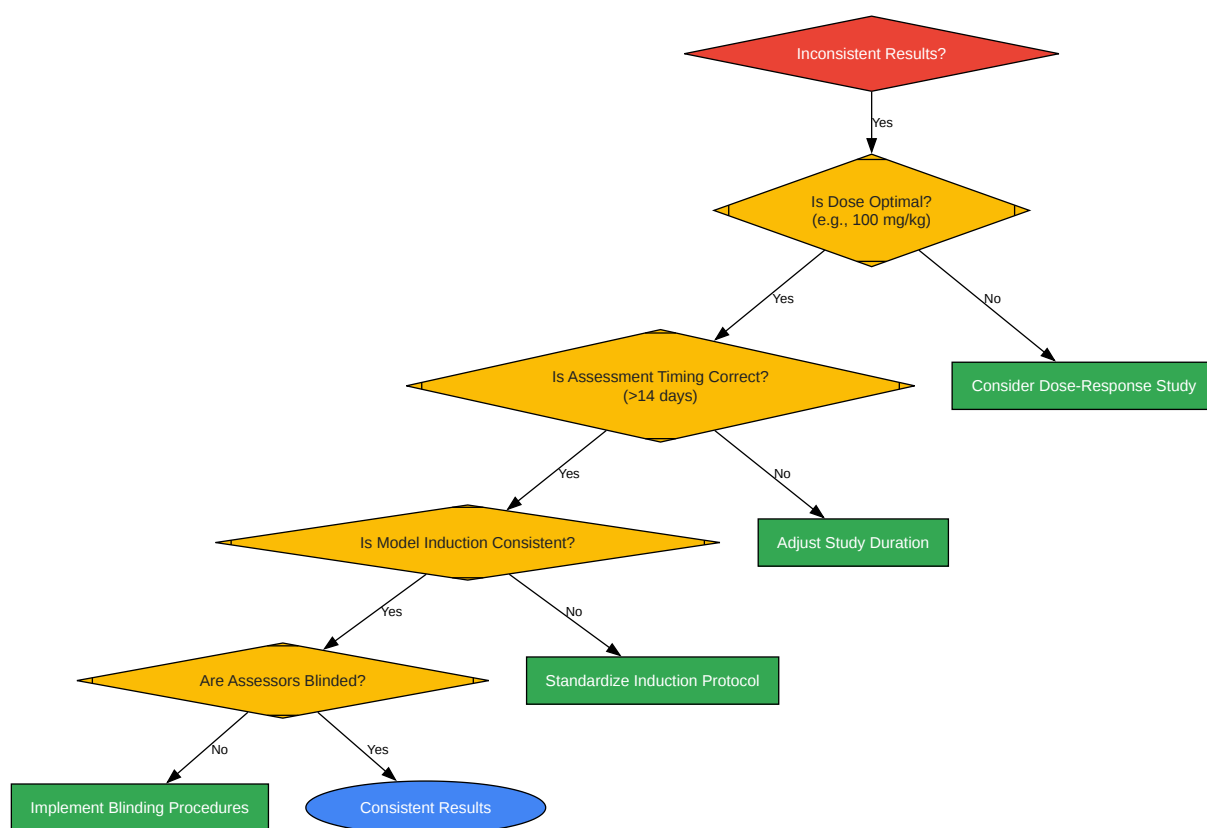 Inconsistent Results?
Yes
Is Dose Optimal?
(e.g., 100 mg/kg)
Yes
No
Is Assessment Timing Correct?
(>14 days)
Consider Dose-Response Study
Yes
No
Is Model Induction Consistent?
Adjust Study Duration
Yes
No
Are Assessors Blinded?
Standardize Induction Protocol
No
Yes
Implement Blinding Procedures
Consistent Results